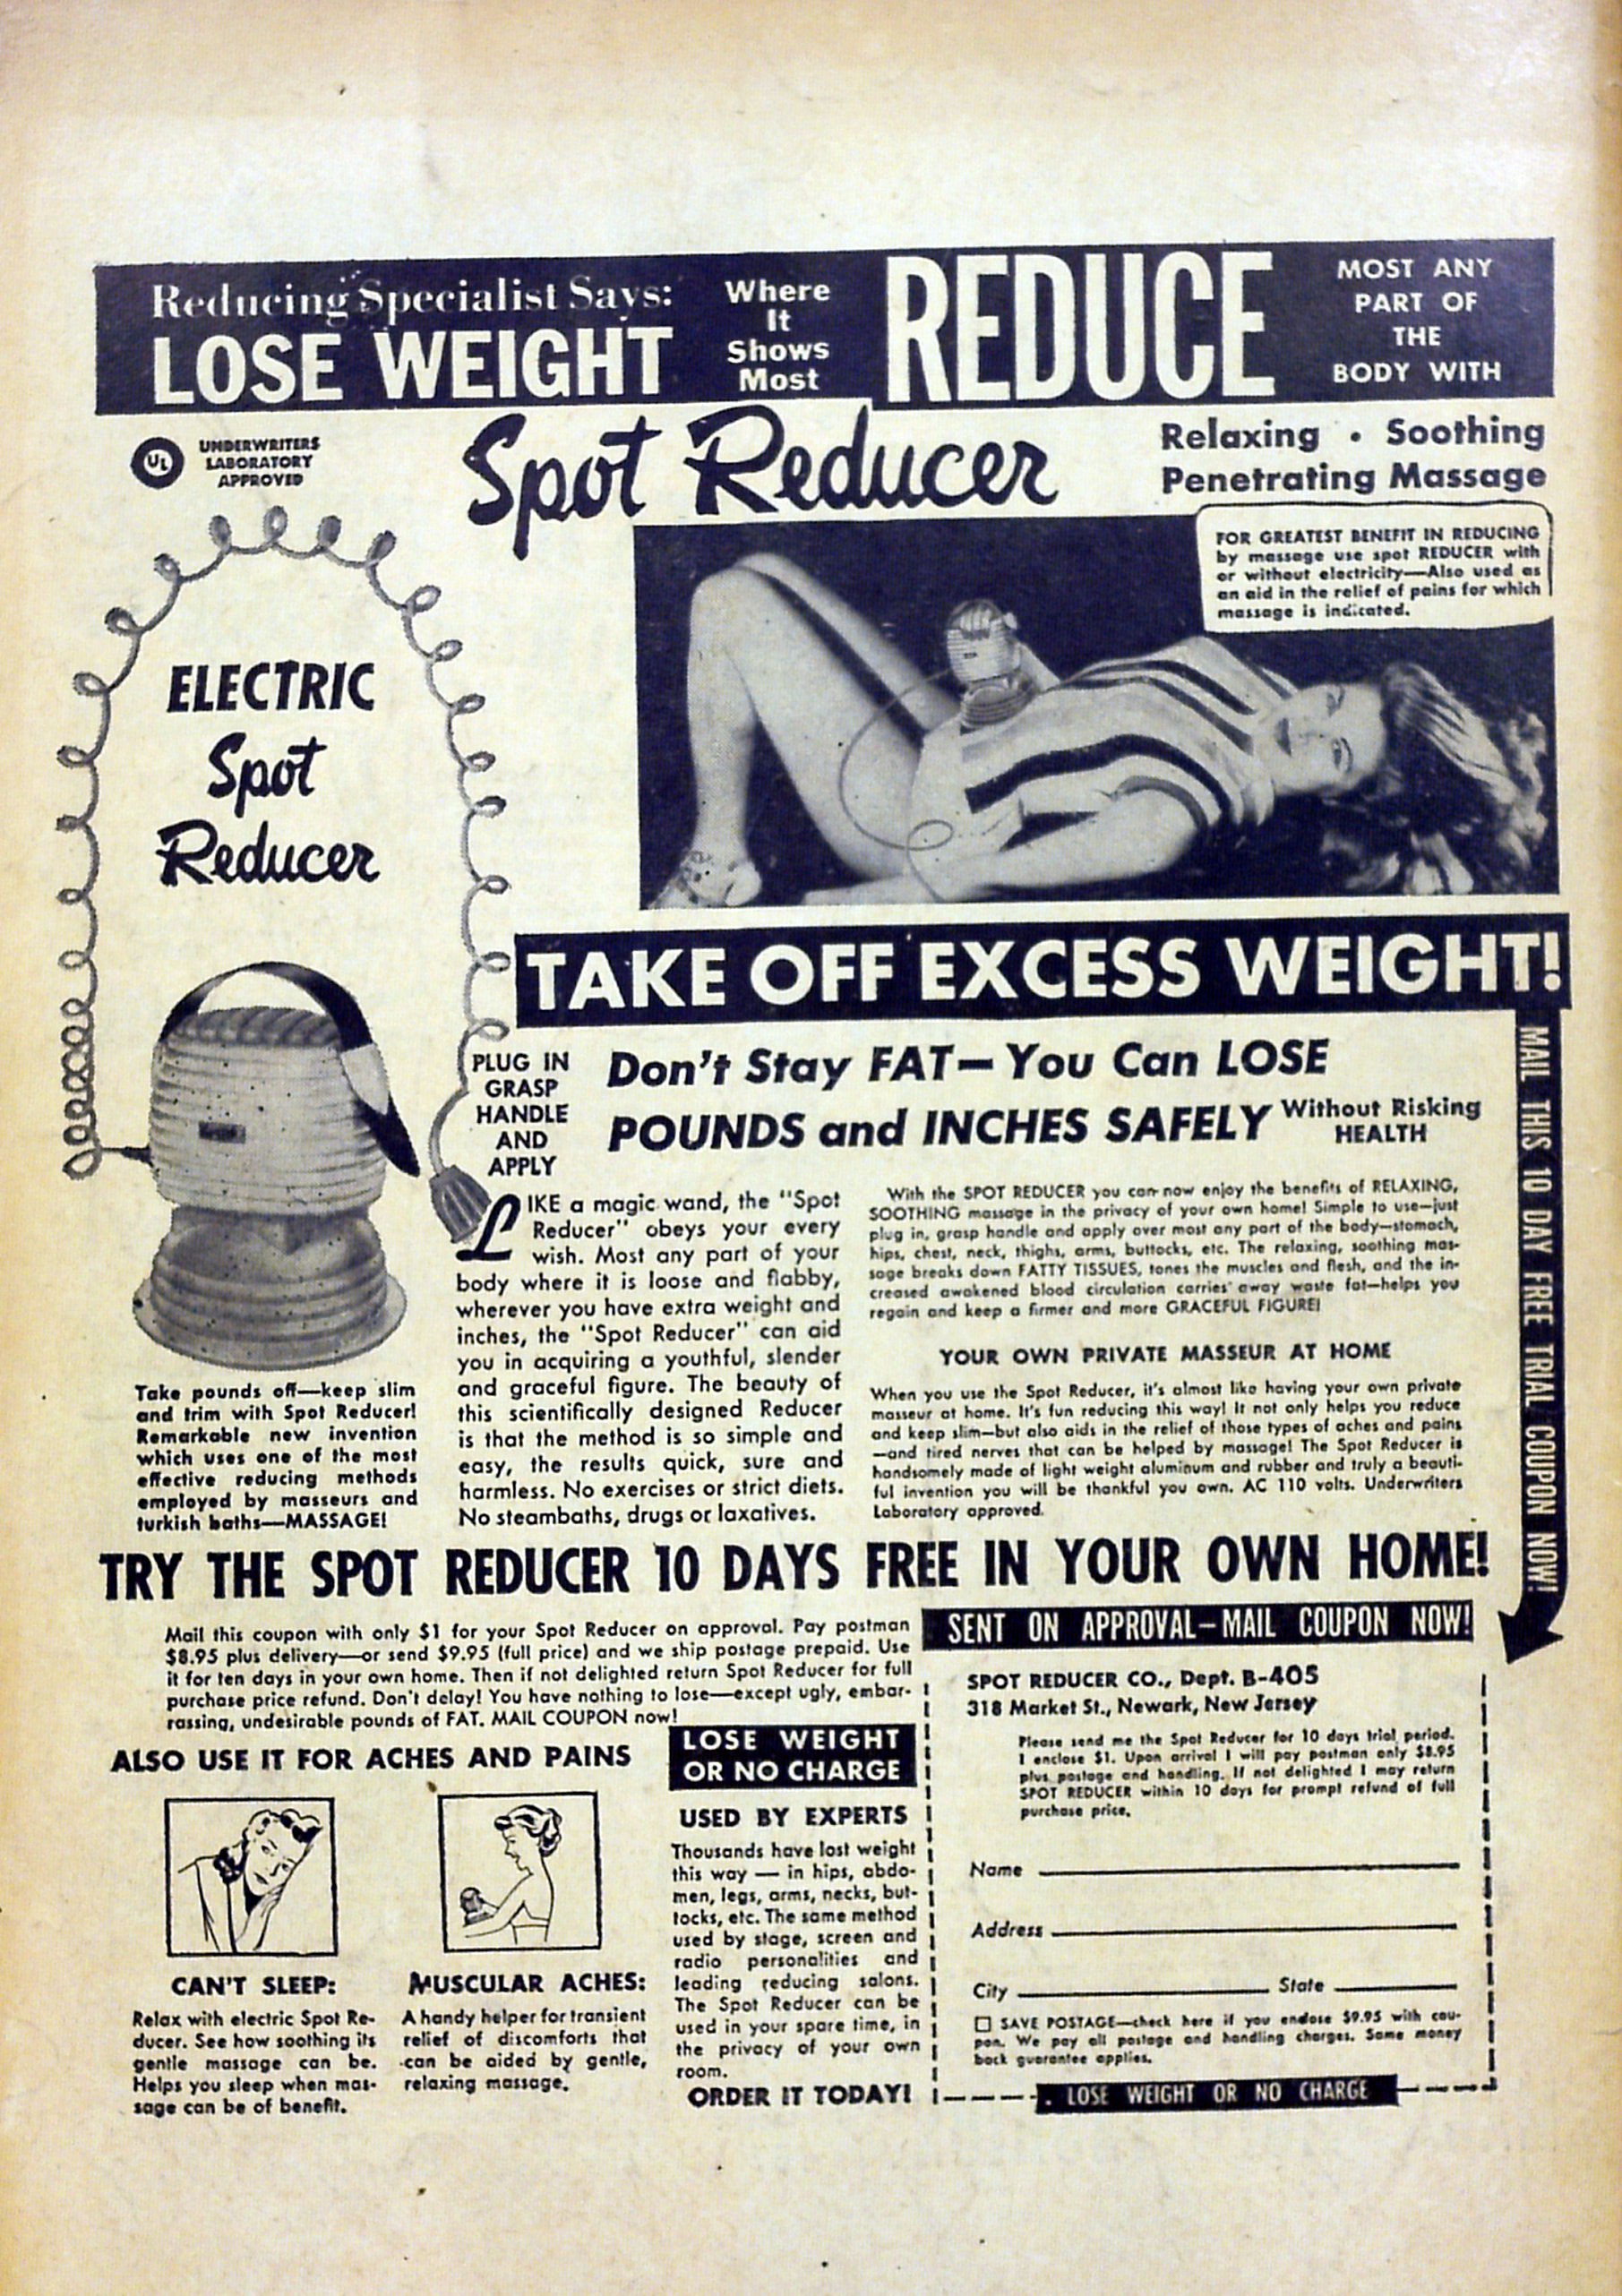 Reducing Specialist Says:
LOSE WEIGHT
Where
It
Shows
Most
REDUCE
MOST ANY
PART OF
THE
BODY WITH
UL
UNDERWRITERS
LABORATORY
APPROVED
Spot Reducer
Relaxing • Soothing
Penetrating Massage
FOR GREATEST BENEFIT IN REDUCING
by massage use spot REDUCER with
or without electricity—Also used as
an aid in the relief of pains for which
massage is indicated.
ELECTRIC
Spot
Reducer
TAKE OFF EXCESS WEIGHT!
PLUG IN
GRASP
HANDLE
AND
APPLY
Don't Stay FAT—You Can LOSE
POUNDS and INCHES SAFELY Without Risking
HEALTH
MAIL THIS 10 DAY FREE TRIAL COUPON NOW!
LIKE a magic wand, the "Spot
Reducer" obeys your every
wish. Most any part of your
body where it is loose and flabby,
wherever you have extra weight and
inches, the "Spot Reducer" can aid
you in acquiring a youthful, slender
and graceful figure. The beauty of
this scientifically designed Reducer
is that the method is so simple and
easy, the results quick, sure and
harmless. No exercises or strict diets.
No steambaths, drugs or laxatives.
With the SPOT REDUCER you can now enjoy the benefits of RELAXING,
SOOTHING massage in the privacy of your own home! Simple to use—just
plug in, grasp handle and apply over most any part of the body—stomach,
hips, chest, neck, thighs, arms, buttocks, etc. The relaxing, soothing mas-
sage breaks down FATTY TISSUES, tones the muscles and flesh, and the in-
creased awakened blood circulation carries away waste fat—helps you
regain and keep a firmer and more GRACEFUL FIGURE!
YOUR OWN PRIVATE MASSEUR AT HOME
When you use the Spot Reducer, it's almost like having your own private
masseur at home. It's fun reducing this way! It not only helps you reduce
and keep slim—but also aids in the relief of those types of aches and pains
—and tired nerves that can be helped by massage! The Spot Reducer is
handsomely made of light weight aluminum and rubber and truly a beauti-
ful invention you will be thankful you own. AC 110 volts. Underwriters
Laboratory approved.
Take pounds off—keep slim
and trim with Spot Reducer!
Remarkable new invention
which uses one of the most
effective reducing methods
employed by masseurs and
turkish baths—MASSAGE!
TRY THE SPOT REDUCER 10 DAYS FREE IN YOUR OWN HOME!
Mail this coupon with only $1 for your Spot Reducer on approval. Pay postman
$8.95 plus delivery—or send $9.95 (full price) and we ship postage prepaid. Use
it for ten days in your own home. Then if not delighted return Spot Reducer for full
purchase price refund. Don't delay! You have nothing to lose—except ugly, embar-
rassing, undesirable pounds of FAT. MAIL COUPON now!
ALSO USE IT FOR ACHES AND PAINS
CAN'T SLEEP:
Relax with electric Spot Re-
ducer. See how soothing its
gentle massage can be.
Helps you sleep when mas-
sage can be of benefit.
MUSCULAR ACHES:
A handy helper for transient
relief of discomforts that
can be aided by gentle,
relaxing massage.
LOSE WEIGHT
OR NO CHARGE
USED BY EXPERTS
Thousands have lost weight
this way — in hips, abdo-
men, legs, arms, necks, but-
tocks, etc. The same method
used by stage, screen and
radio personalities and
leading reducing salons.
The Spot Reducer can be
used in your spare time, in
the privacy of your own
room.
ORDER IT TODAY!
SENT ON APPROVAL—MAIL COUPON NOW!
SPOT REDUCER CO., Dept. B-405
318 Market St., Newark, New Jersey
Please send me the Spot Reducer for 10 days trial period.
I enclose $1. Upon arrival I will pay postman only $8.95
plus postage and handling. If not delighted I may return
SPOT REDUCER within 10 days for prompt refund of full
purchase price.
Name
Address
City State
SAVE POSTAGE—check here if you enclose $9.95 with cou-
pon. We pay all postage and handling charges. Same money
back guarantee applies.
LOSE WEIGHT OR NO CHARGE